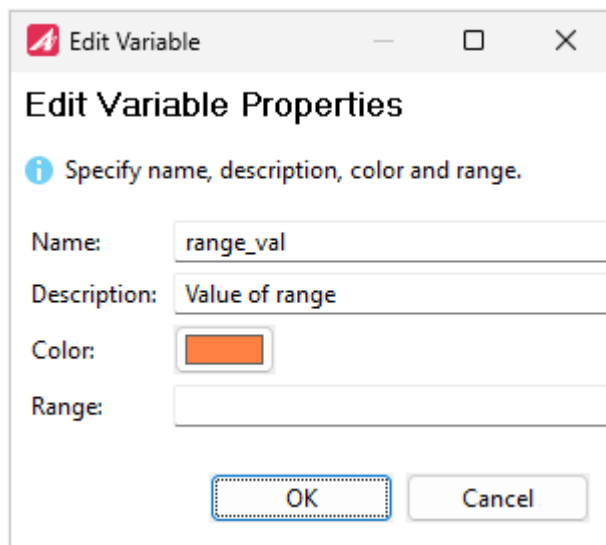 Edit Variable
Edit Variable Properties
Specify name, description, color and range.
Name: range_val
Description: Value of range
Color:
Range:
OK Cancel